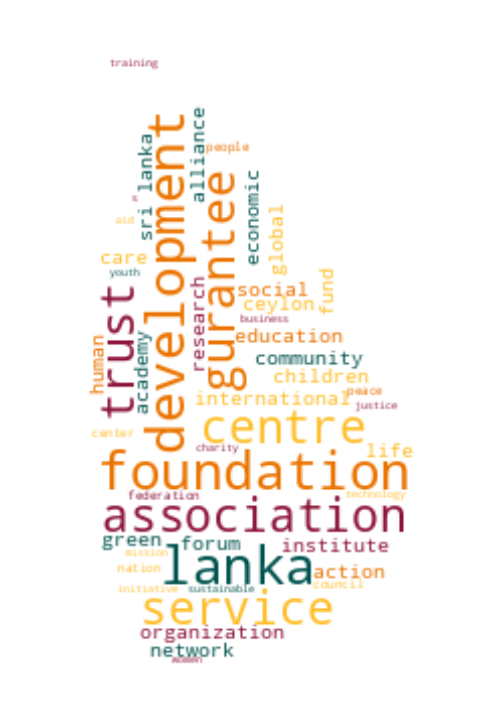 training
development
alliance
sri lanka
people
gurantee
economic
s
global
aid
care
youth
fund
research
social
trust
ceylon
business
academy
human
education
community
children
peace
international
justice
centre
center
charity
life
foundation
federation
technology
association
green
forum
institute
mission
lanka
nation
action
council
initiative
sustainable
service
organization
network
women